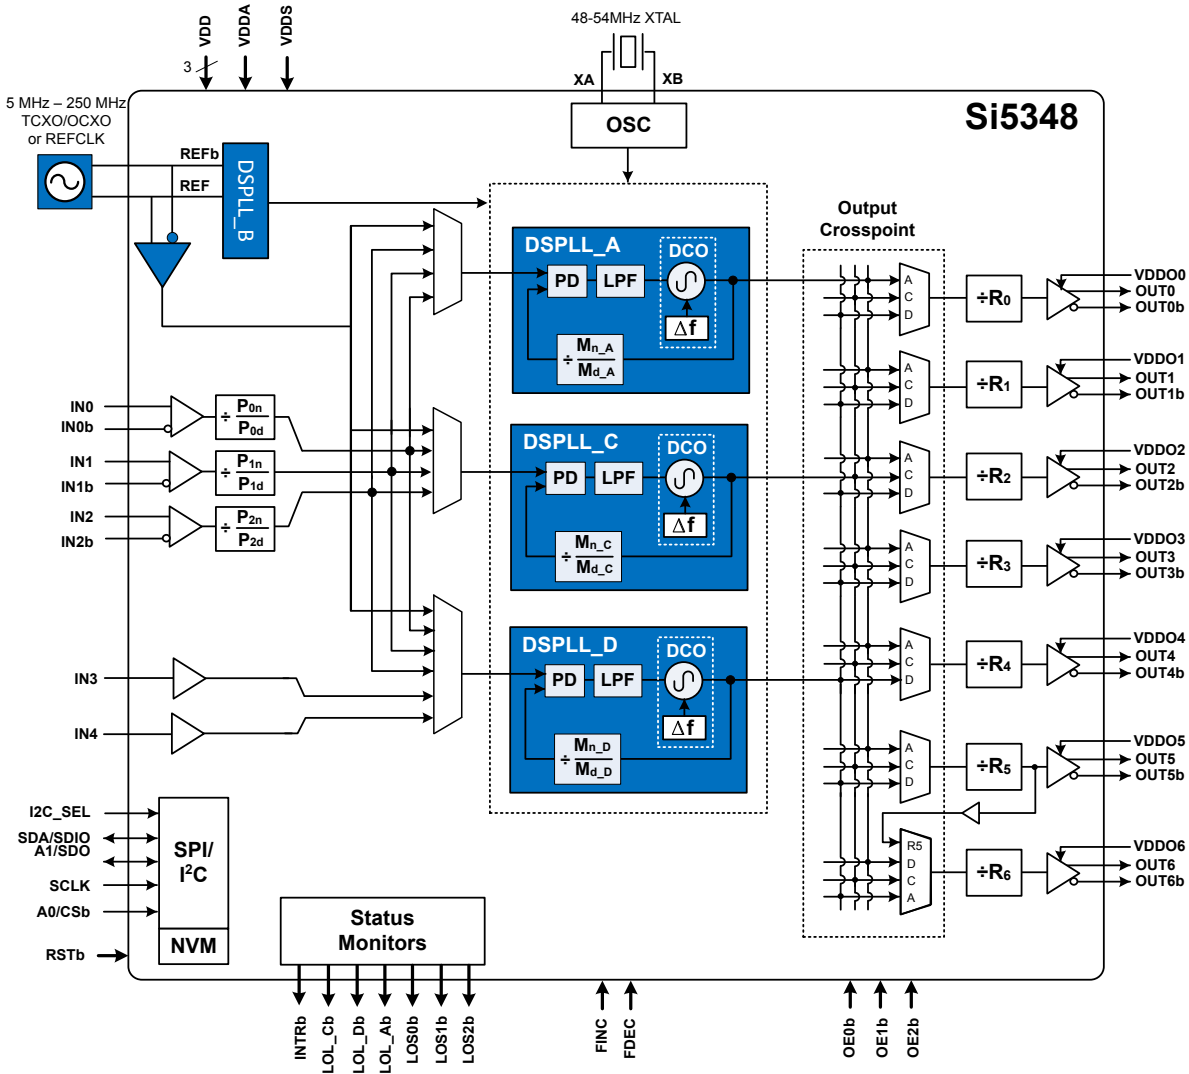 Si5348
48-54MHz XTAL
XA
XB
OSC
VDD
VDDA
VDDS
3
5 MHz – 250 MHz
TCXO/OCXO
or REFCLK
REFb
REF
DSPLL_B
DSPLL_A
DCO
PD
LPF
Δf
÷ Mn_A
Md_A
DSPLL_C
DCO
PD
LPF
Δf
÷ Mn_C
Md_C
DSPLL_D
DCO
PD
LPF
Δf
÷ Mn_D
Md_D
IN0
IN0b
÷ P0n
P0d
IN1
IN1b
÷ P1n
P1d
IN2
IN2b
÷ P2n
P2d
IN3
IN4
Output
Crosspoint
A
C
D
÷R0
VDDO0
OUT0
OUT0b
A
C
D
÷R1
VDDO1
OUT1
OUT1b
A
C
D
÷R2
VDDO2
OUT2
OUT2b
A
C
D
÷R3
VDDO3
OUT3
OUT3b
A
C
D
÷R4
VDDO4
OUT4
OUT4b
A
C
D
÷R5
VDDO5
OUT5
OUT5b
R5
D
C
A
÷R6
VDDO6
OUT6
OUT6b
I2C_SEL
SDA/SDIO
A1/SDO
SCLK
A0/CSb
RSTb
SPI/
I²C
NVM
Status
Monitors
INTRb
LOL_Cb
LOL_Db
LOL_Ab
LOS0b
LOS1b
LOS2b
FINC
FDEC
OE0b
OE1b
OE2b